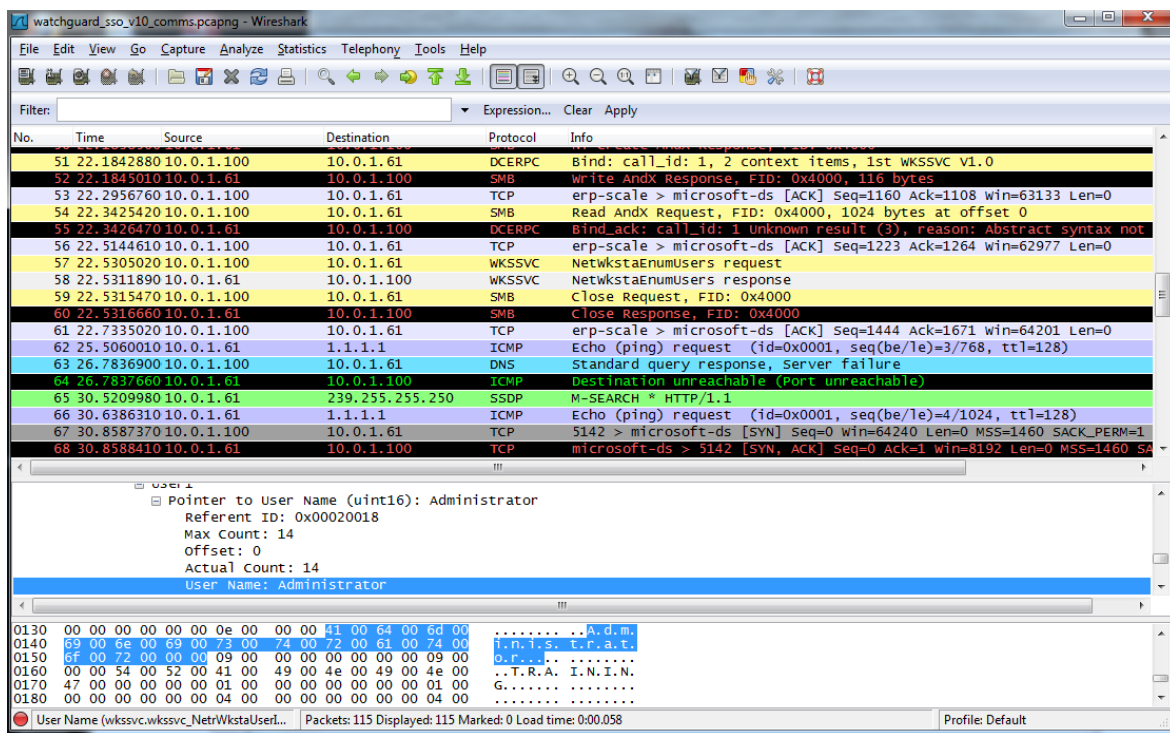 watchguard_sso_v10_comms.pcapng - Wireshark
File Edit View Go Capture Analyze Statistics Telephony Tools Help
Filter: Expression... Clear Apply
No. Time Source Destination Protocol Info
51 22.1842880 10.0.1.100 10.0.1.61 DCERPC Bind: call_id: 1, 2 context items, 1st WKSSVC V1.0
52 22.1845010 10.0.1.61 10.0.1.100 SMB Write AndX Response, FID: 0x4000, 116 bytes
53 22.2956760 10.0.1.100 10.0.1.61 TCP erp-scale > microsoft-ds [ACK] Seq=1160 Ack=1108 Win=63133 Len=0
54 22.3425420 10.0.1.100 10.0.1.61 SMB Read AndX Request, FID: 0x4000, 1024 bytes at offset 0
55 22.3426470 10.0.1.61 10.0.1.100 DCERPC Bind_ack: call_id: 1 Unknown result (3), reason: Abstract syntax not
56 22.5144610 10.0.1.100 10.0.1.61 TCP erp-scale > microsoft-ds [ACK] Seq=1223 Ack=1264 Win=62977 Len=0
57 22.5305020 10.0.1.100 10.0.1.61 WKSSVC NetWkstaEnumUsers request
58 22.5311890 10.0.1.61 10.0.1.100 WKSSVC NetWkstaEnumUsers response
59 22.5315470 10.0.1.100 10.0.1.61 SMB Close Request, FID: 0x4000
60 22.5316660 10.0.1.61 10.0.1.100 SMB Close Response, FID: 0x4000
61 22.7335020 10.0.1.100 10.0.1.61 TCP erp-scale > microsoft-ds [ACK] Seq=1444 Ack=1671 Win=64201 Len=0
62 25.5060010 10.0.1.61 1.1.1.1 ICMP Echo (ping) request (id=0x0001, seq(be/le)=3/768, ttl=128)
63 26.7836900 10.0.1.100 10.0.1.61 DNS Standard query response, Server failure
64 26.7837660 10.0.1.61 10.0.1.100 ICMP Destination unreachable (Port unreachable)
65 30.5209980 10.0.1.61 239.255.255.250 SSDP M-SEARCH * HTTP/1.1
66 30.6386310 10.0.1.61 1.1.1.1 ICMP Echo (ping) request (id=0x0001, seq(be/le)=4/1024, ttl=128)
67 30.8587370 10.0.1.100 10.0.1.61 TCP 5142 > microsoft-ds [SYN] Seq=0 Win=64240 Len=0 MSS=1460 SACK_PERM=1
68 30.8588410 10.0.1.61 10.0.1.100 TCP microsoft-ds > 5142 [SYN, ACK] Seq=0 Ack=1 Win=8192 Len=0 MSS=1460 SA
Pointer to User Name (uint16): Administrator
Referent ID: 0x00020018
Max Count: 14
Offset: 0
Actual Count: 14
User Name: Administrator
0130 00 00 00 00 00 00 0e 00 00 00 41 00 64 00 6d 00 ........ ..A.d.m.
0140 69 00 6e 00 69 00 73 00 74 00 72 00 61 00 74 00 i.n.i.s. t.r.a.t.
0150 6f 00 72 00 00 00 09 00 00 00 00 00 00 00 09 00 o.r..... ........
0160 00 00 54 00 52 00 41 00 49 00 4e 00 49 00 4e 00 ..T.R.A. I.N.I.N.
0170 47 00 00 00 00 00 01 00 00 00 00 00 00 00 01 00 G....... ........
0180 00 00 00 00 00 00 04 00 00 00 00 00 00 00 04 00 ........ ........
User Name (wkssvc.wkssvc_NetrWkstaUserI... Packets: 115 Displayed: 115 Marked: 0 Load time: 0:00.058 Profile: Default